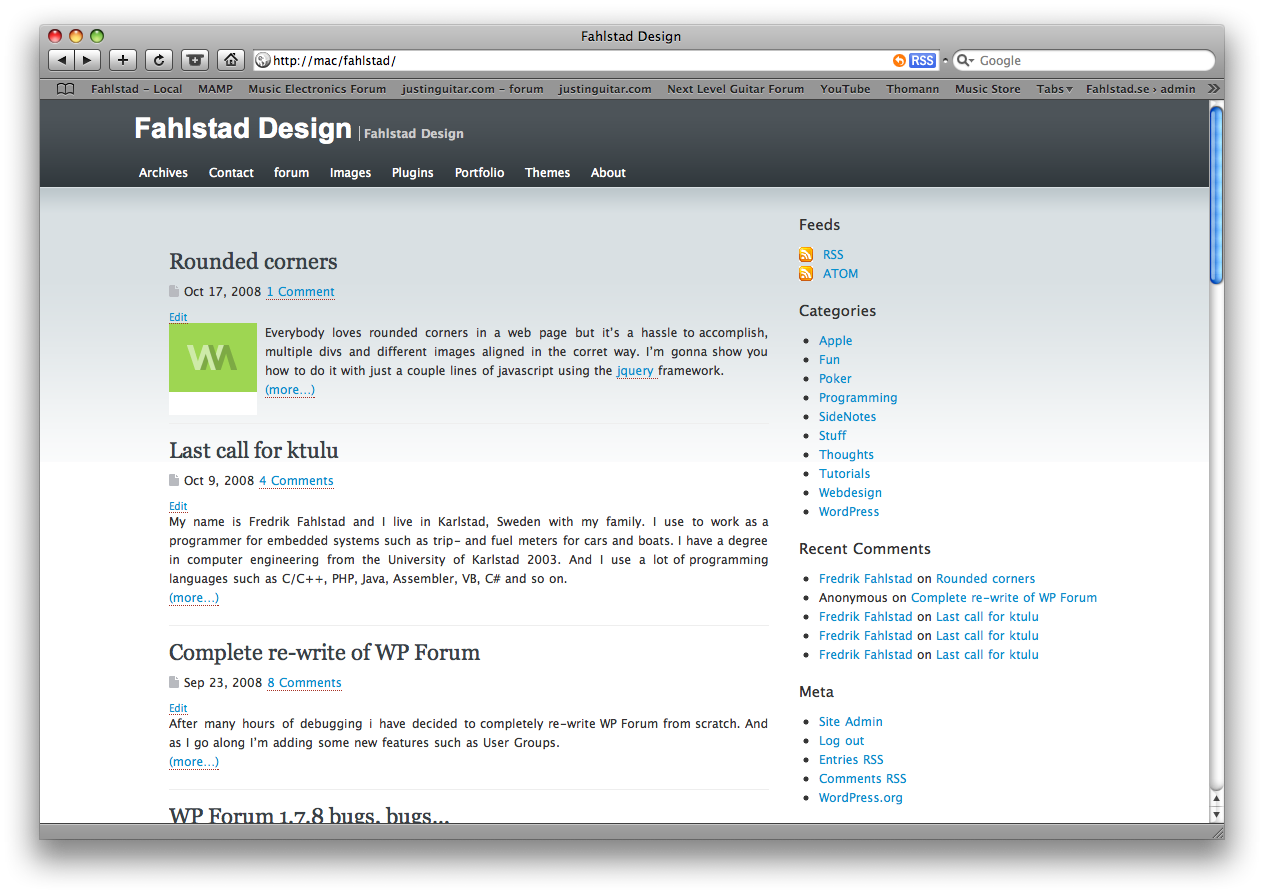 Fahlstad Design
http://mac/fahlstad/
RSS
Google
Fahlstad – Local MAMP Music Electronics Forum justinguitar.com – forum justinguitar.com Next Level Guitar Forum YouTube Thomann Music Store Tabs Fahlstad.se › admin
Fahlstad Design | Fahlstad Design
Archives Contact forum Images Plugins Portfolio Themes About
Rounded corners
Oct 17, 2008 1 Comment
Edit
WM
Everybody loves rounded corners in a web page but it's a hassle to accomplish,
multiple divs and different images aligned in the corret way. I'm gonna show you
how to do it with just a couple lines of javascript using the jquery framework.
(more...)
Last call for ktulu
Oct 9, 2008 4 Comments
Edit
My name is Fredrik Fahlstad and I live in Karlstad, Sweden with my family. I use to work as a
programmer for embedded systems such as trip- and fuel meters for cars and boats. I have a degree
in computer engineering from the University of Karlstad 2003. And I use a lot of programming
languages such as C/C++, PHP, Java, Assembler, VB, C# and so on.
(more...)
Complete re-write of WP Forum
Sep 23, 2008 8 Comments
Edit
After many hours of debugging i have decided to completely re-write WP Forum from scratch. And
as I go along I'm adding some new features such as User Groups.
(more...)
WP Forum 1.7.8 bugs, bugs...
Feeds
RSS
ATOM
Categories
Apple
Fun
Poker
Programming
SideNotes
Stuff
Thoughts
Tutorials
Webdesign
WordPress
Recent Comments
Fredrik Fahlstad on Rounded corners
Anonymous on Complete re-write of WP Forum
Fredrik Fahlstad on Last call for ktulu
Fredrik Fahlstad on Last call for ktulu
Fredrik Fahlstad on Last call for ktulu
Meta
Site Admin
Log out
Entries RSS
Comments RSS
WordPress.org